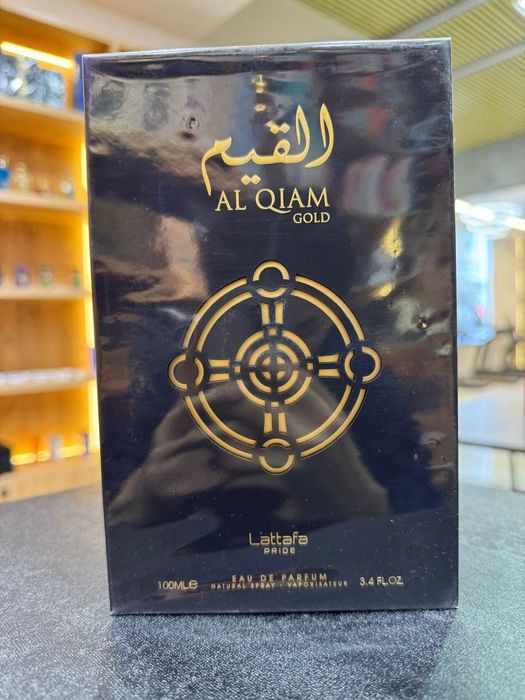 القيم
AL QIAM
GOLD
Lattafa
PRIDE
100ML℮ EAU DE PARFUM 3.4 FL.OZ.
NATURAL SPRAY - VAPORISATEUR